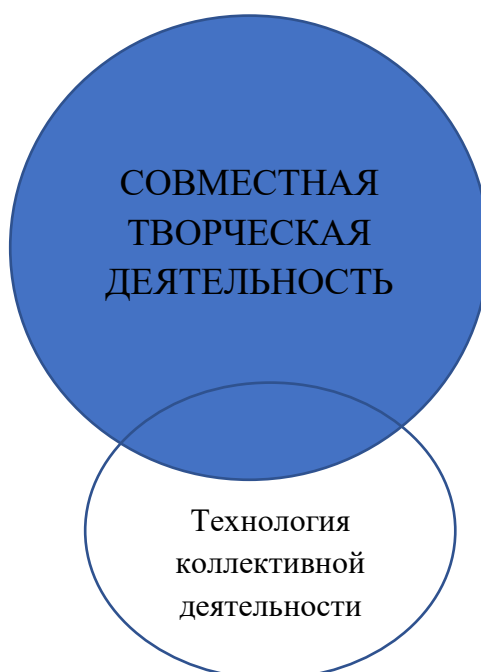 СОВМЕСТНАЯ
ТВОРЧЕСКАЯ
ДЕЯТЕЛЬНОСТЬ
Технология
коллективной
деятельности